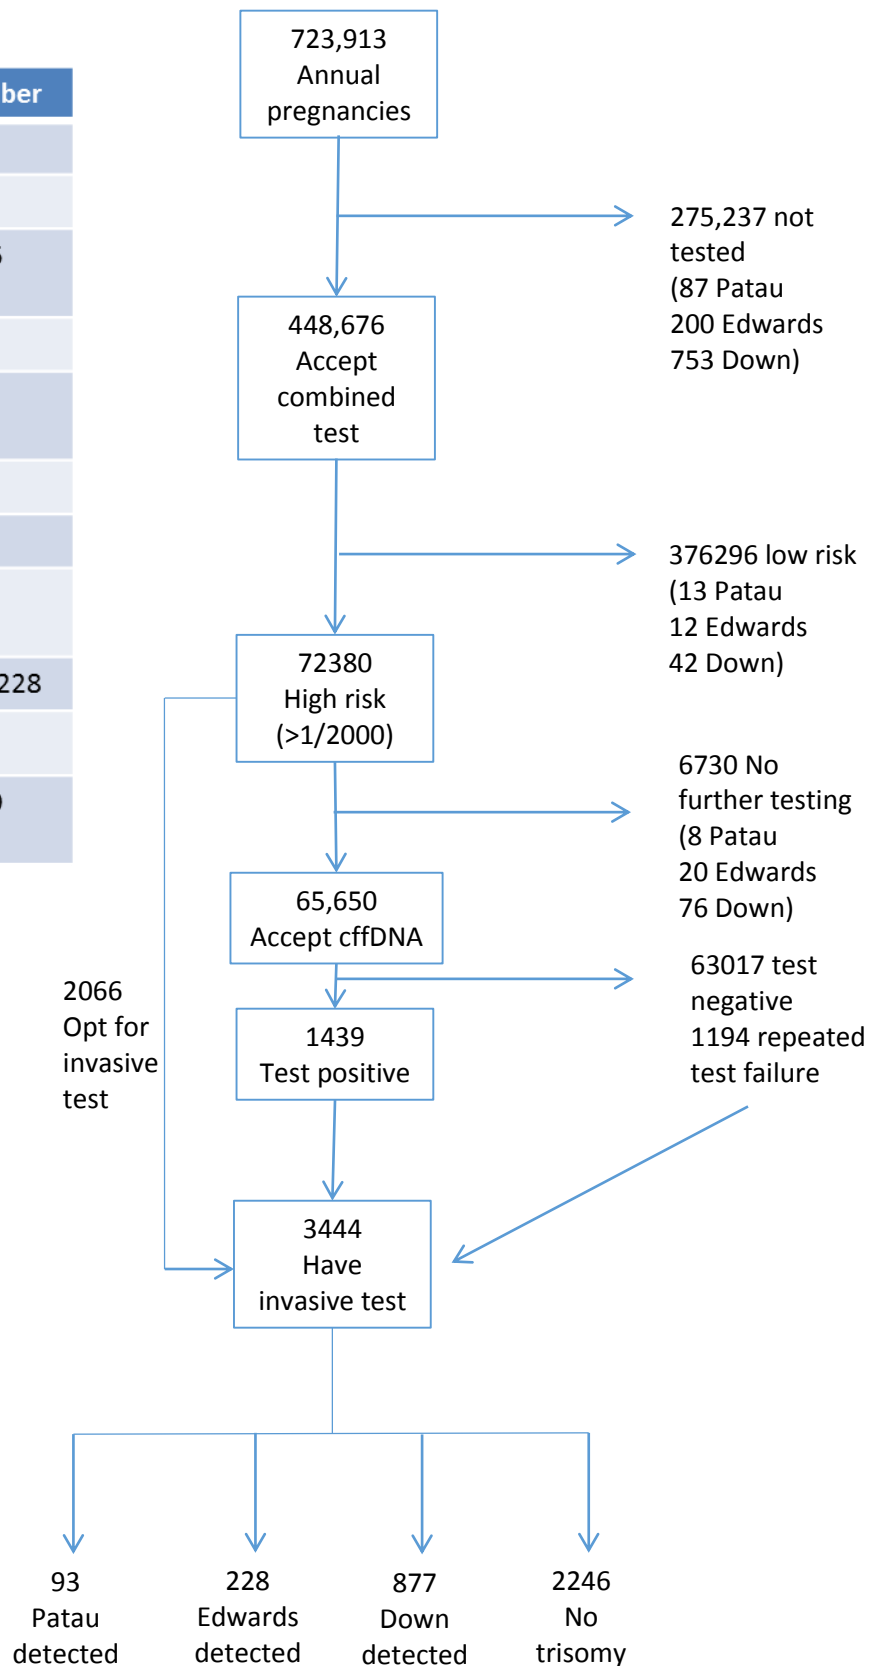 723,913
Annual
pregnancies
275,237 not
tested
(87 Patau
200 Edwards
753 Down)
448,676
Accept
combined
test
376296 low risk
(13 Patau
12 Edwards
42 Down)
72380
High risk
(>1/2000)
6730 No
further testing
(8 Patau
20 Edwards
76 Down)
65,650
Accept cffDNA
63017 test
negative
1194 repeated
test failure
2066
Opt for
invasive
test
1439
Test positive
3444
Have
invasive test
93
Patau
detected
228
Edwards
detected
877
Down
detected
2246
No
trisomy
228